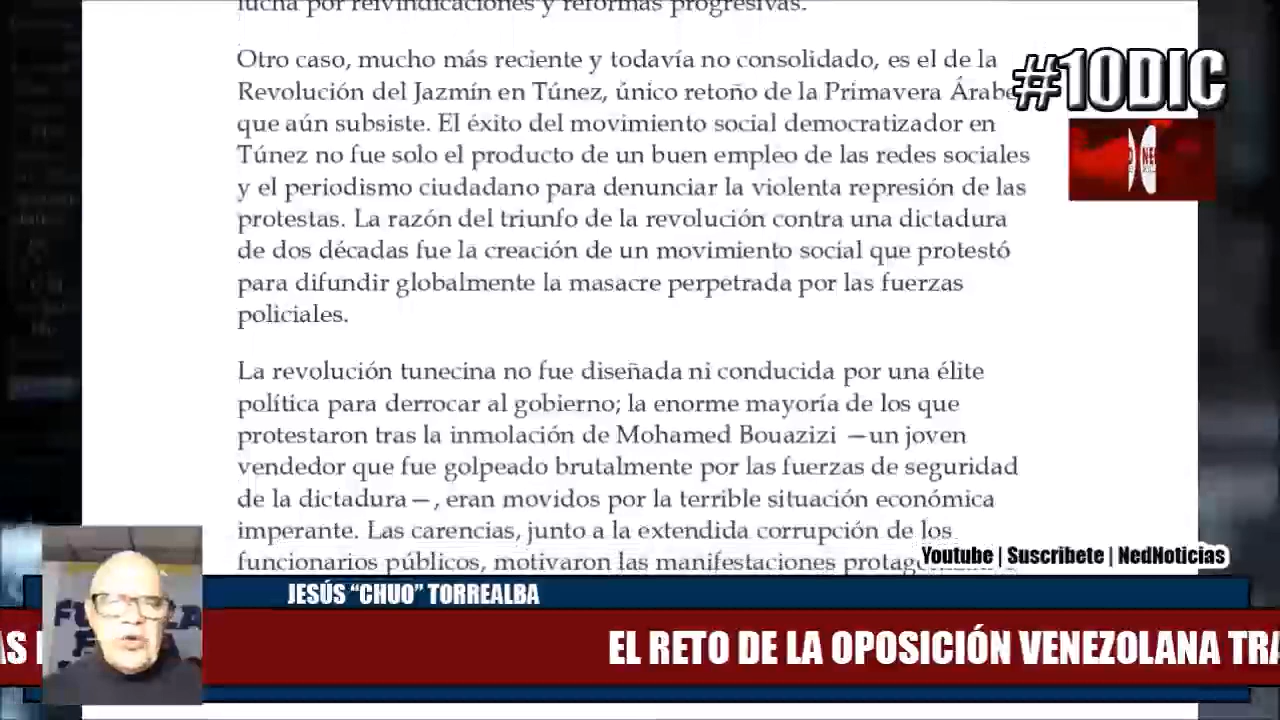 lucha por reivindicaciones y reformas progresivas.
Otro caso, mucho más reciente y todavía no consolidado, es el de la
Revolución del Jazmín en Túnez, único retoño de la Primavera Árabe
que aún subsiste. El éxito del movimiento social democratizador en
Túnez no fue solo el producto de un buen empleo de las redes sociales
y el periodismo ciudadano para denunciar la violenta represión de las
protestas. La razón del triunfo de la revolución contra una dictadura
de dos décadas fue la creación de un movimiento social que protestó
para difundir globalmente la masacre perpetrada por las fuerzas
policiales.
La revolución tunecina no fue diseñada ni conducida por una élite
política para derrocar al gobierno; la enorme mayoría de los que
protestaron tras la inmolación de Mohamed Bouazizi —un joven
vendedor que fue golpeado brutalmente por las fuerzas de seguridad
de la dictadura—, eran movidos por la terrible situación económica
imperante. Las carencias, junto a la extendida corrupción de los
funcionarios públicos, motivaron las manifestaciones
#10DIC
Youtube | Suscribete | NedNoticias
JESÚS “CHUO” TORREALBA
EL RETO DE LA OPOSICIÓN VENEZOLANA TRA